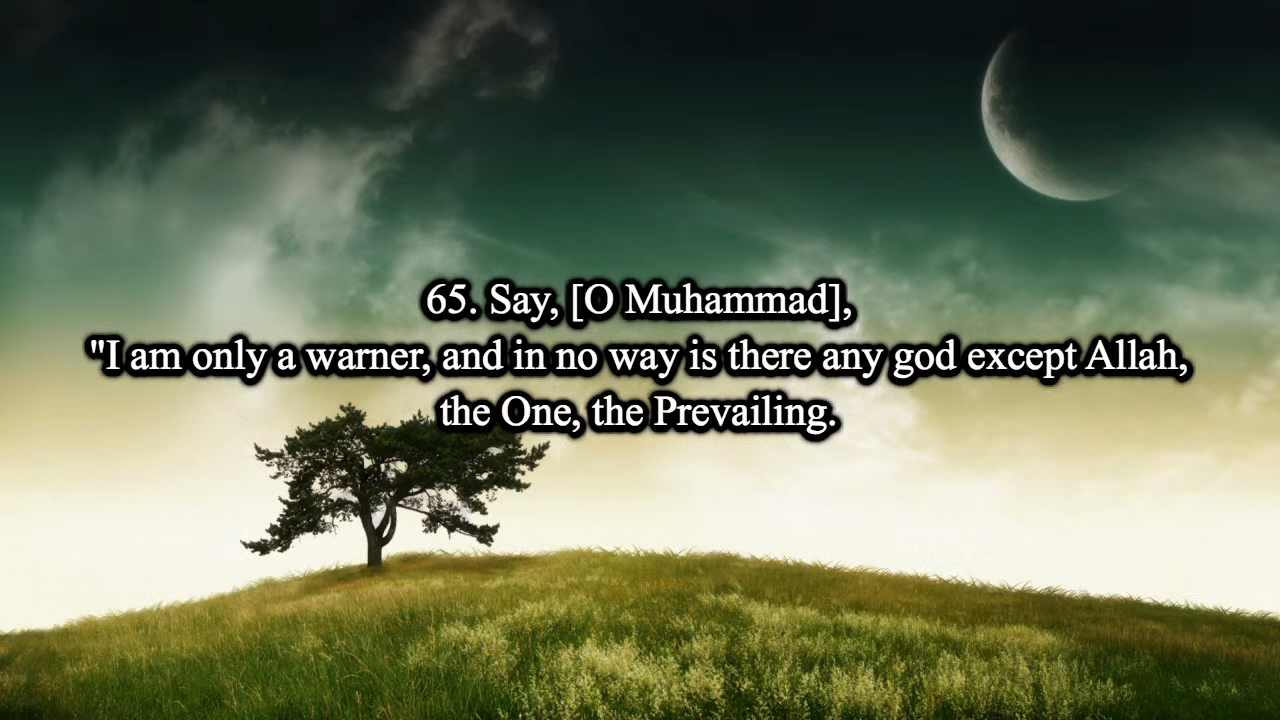 65. Say, [O Muhammad],
"I am only a warner, and in no way is there any god except Allah,
the One, the Prevailing.